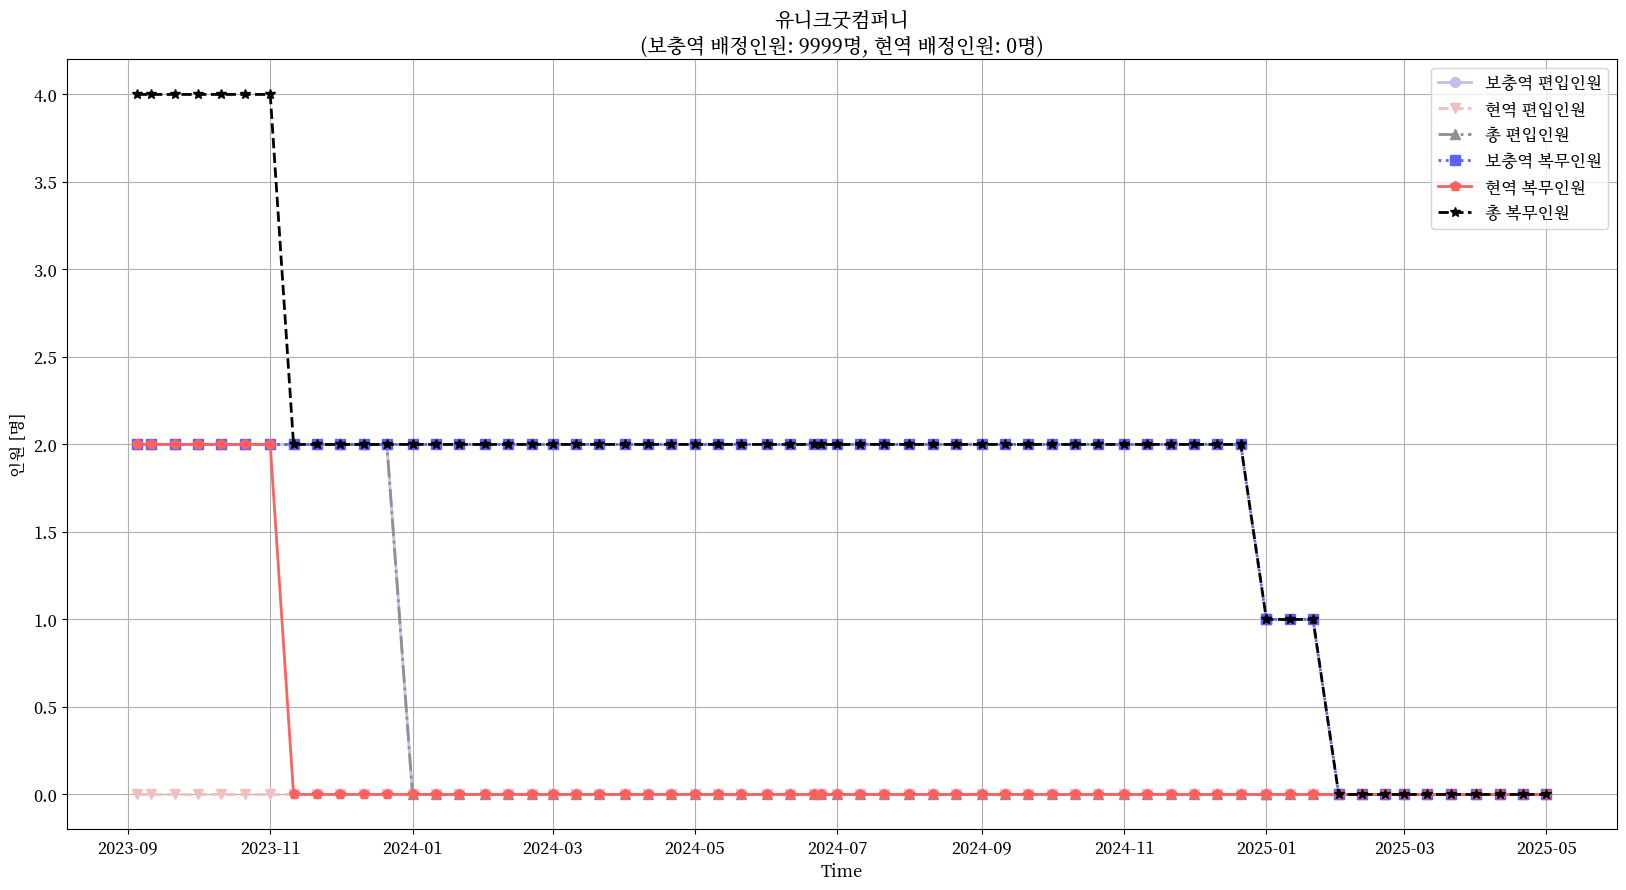 유니크굿컴퍼니
(보충역 배정인원: 9999명, 현역 배정인원: 0명)
보충역 편입인원
현역 편입인원
총 편입인원
보충역 복무인원
현역 복무인원
총 복무인원
인원 [명]
4.0
3.5
3.0
2.5
2.0
1.5
1.0
0.5
0.0
2023-09 2023-11 2024-01 2024-03 2024-05 2024-07 2024-09 2024-11 2025-01 2025-03 2025-05
Time